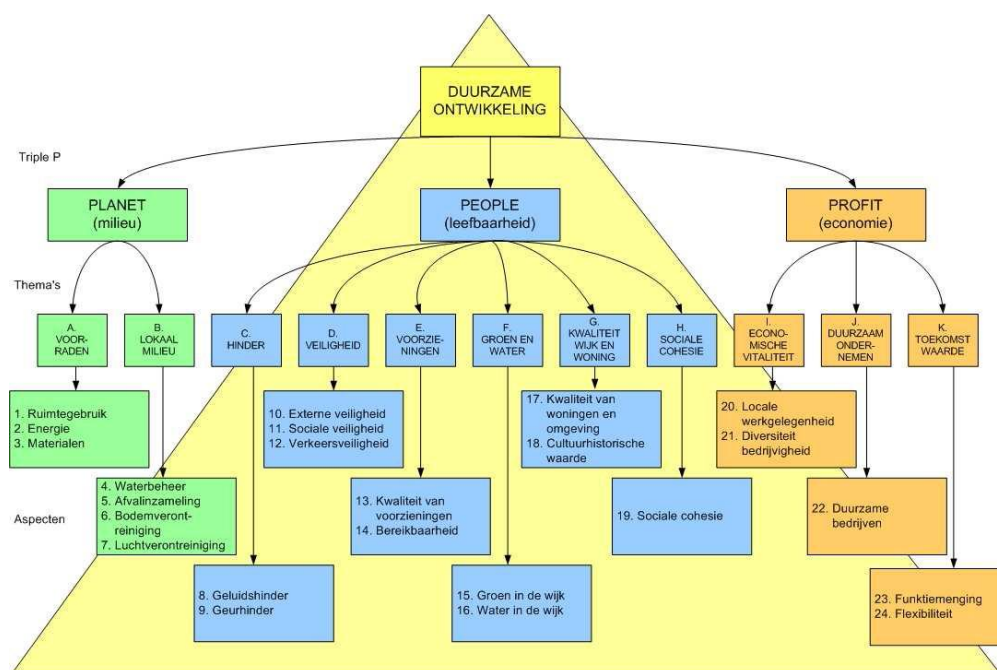 DUURZAME
ONTWIKKELING
Triple P
PLANET
(milieu)
PEOPLE
(leefbaarheid)
PROFIT
(economie)
Thema's
A.
VOOR-
RADEN
B.
LOKAAL
MILIEU
C.
HINDER
D.
VEILIGHEID
E.
VOORZIE-
NINGEN
F.
GROEN EN
WATER
G.
KWALITEIT
WIJK EN
WONING
H.
SOCIALE
COHESIE
I.
ECONO-
MISCHE
VITALITEIT
J.
DUURZAAM
ONDER-
NEMEN
K.
TOEKOMST
WAARDE
Aspecten
1. Ruimtegebruik
2. Energie
3. Materialen
4. Waterbeheer
5. Afvalinzameling
6. Bodemveront-
reiniging
7. Luchtverontreiniging
8. Geluidshinder
9. Geurhinder
10. Externe veiligheid
11. Sociale veiligheid
12. Verkeersveiligheid
13. Kwaliteit van
voorzieningen
14. Bereikbaarheid
15. Groen in de wijk
16. Water in de wijk
17. Kwaliteit van
woningen en
omgeving
18. Cultuurhistorische
waarde
19. Sociale cohesie
20. Locale
werkgelegenheid
21. Diversiteit
bedrijvigheid
22. Duurzame
bedrijven
23. Funktiemenging
24. Flexibiliteit